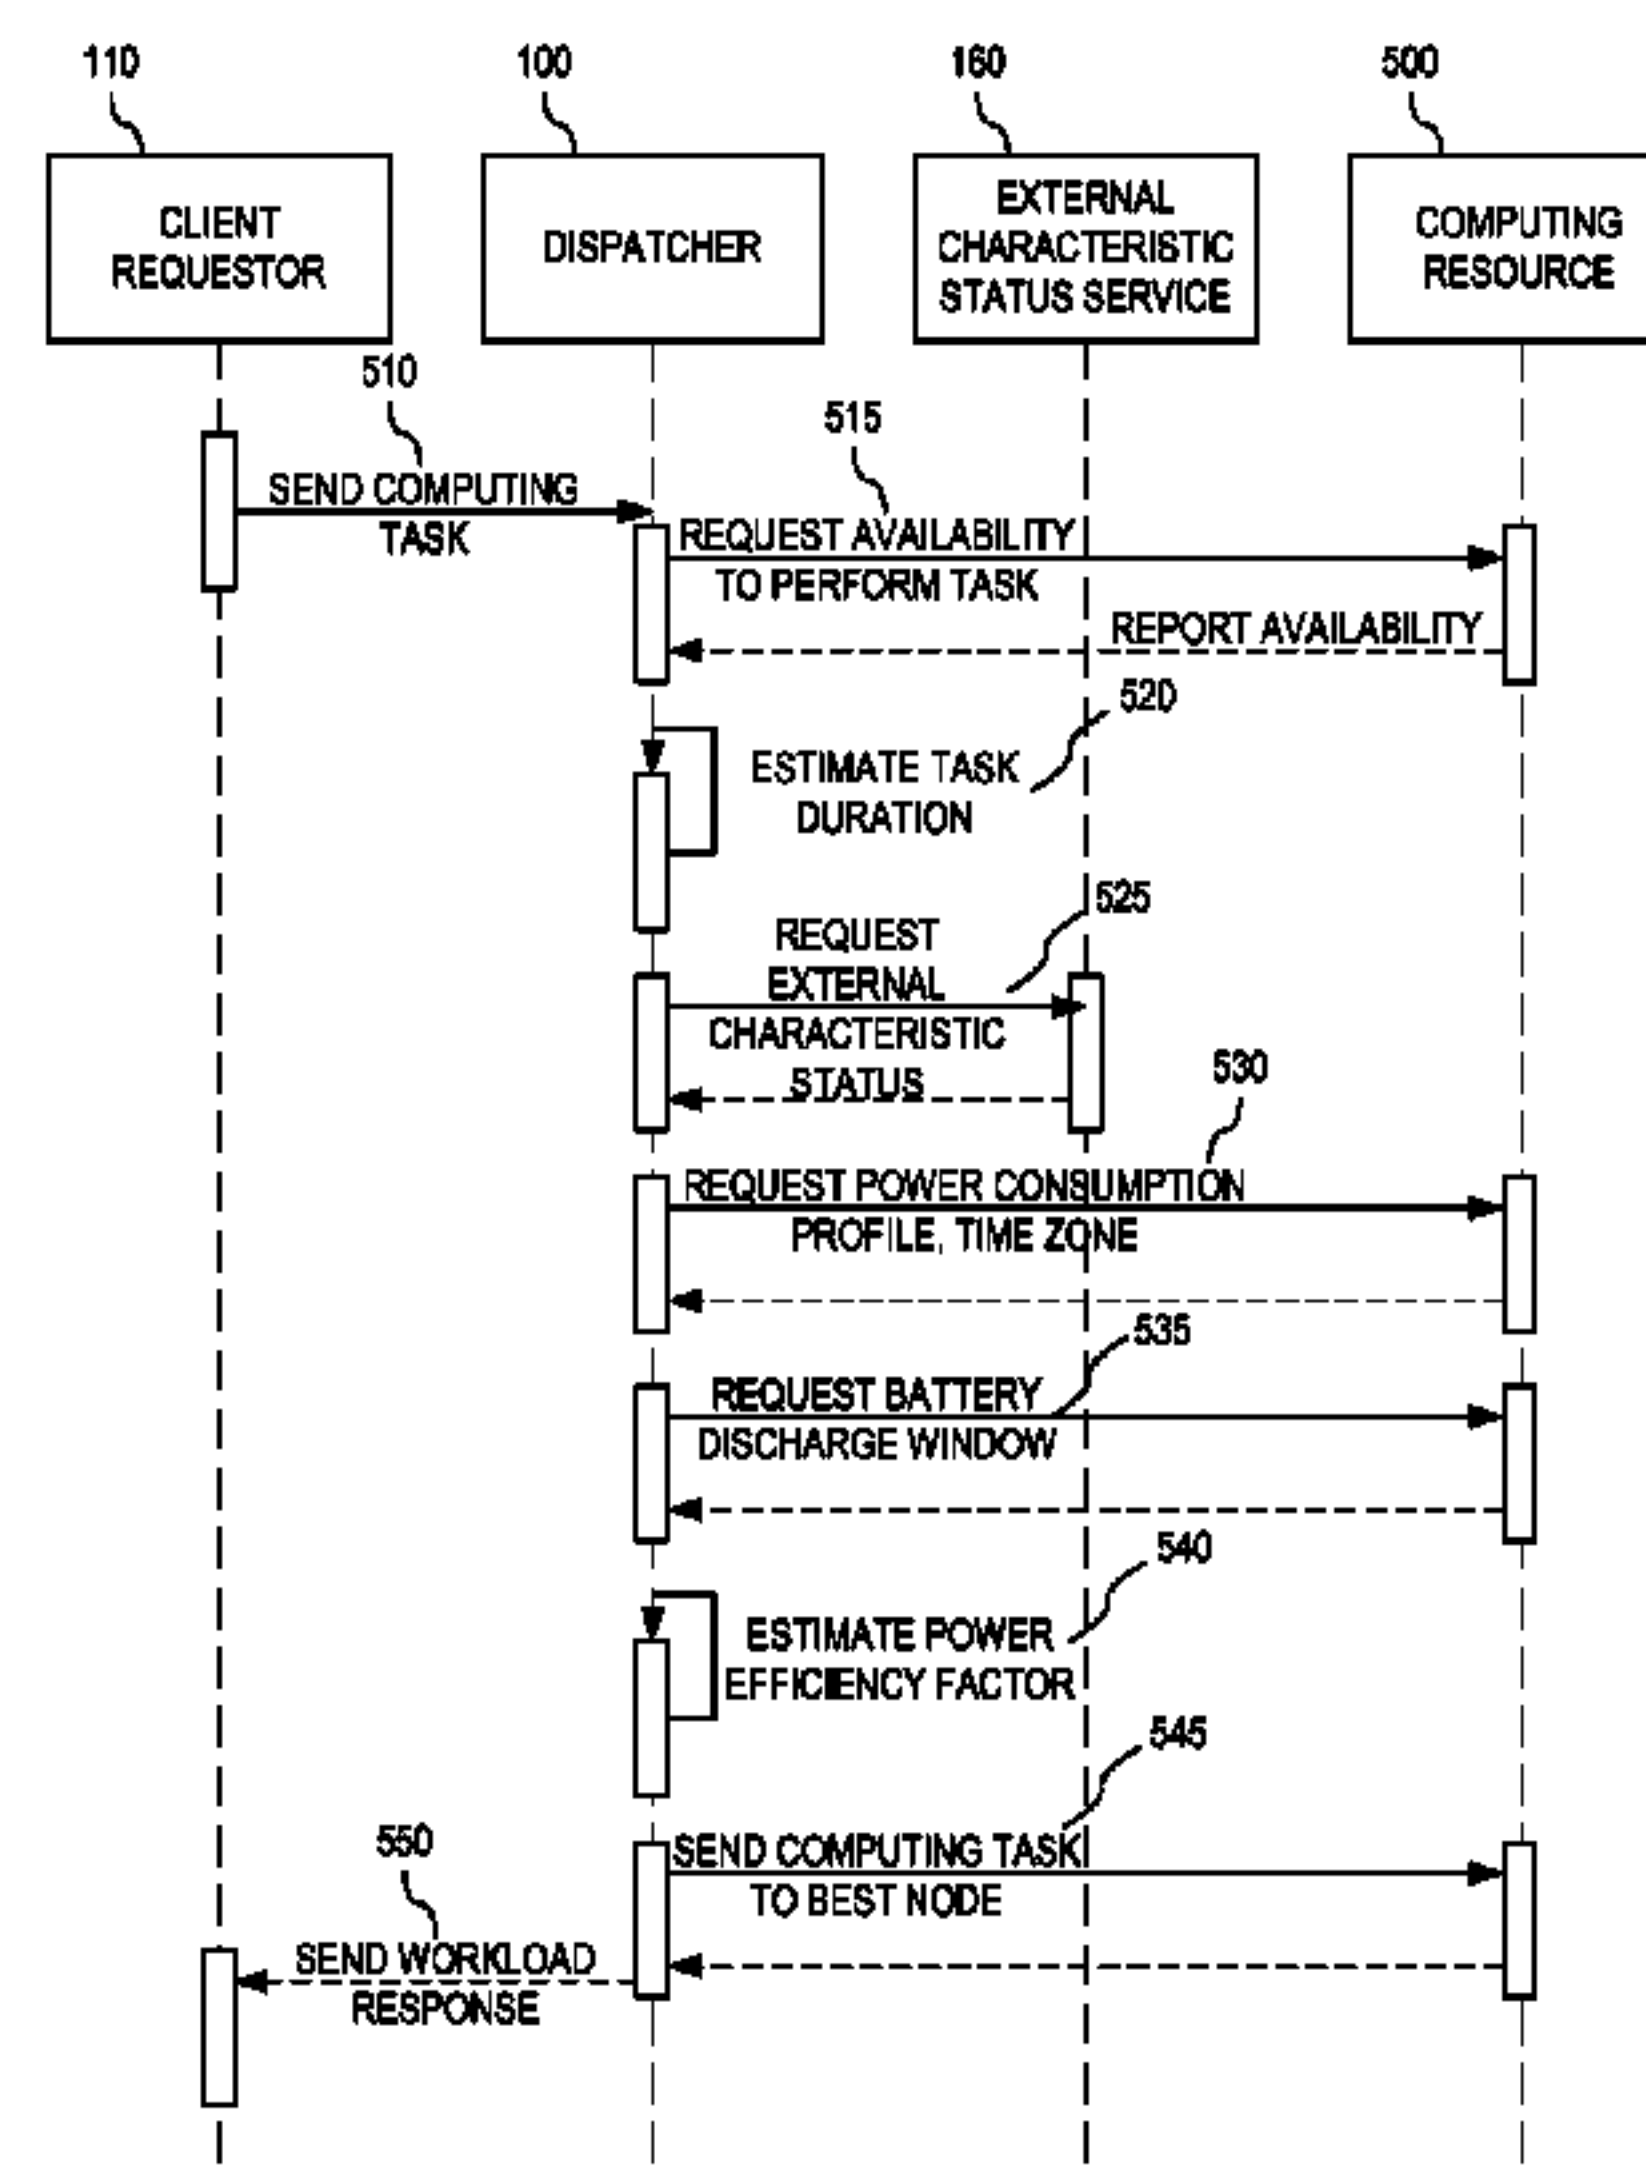 110
100
160
500
CLIENT
REQUESTOR
DISPATCHER
EXTERNAL
CHARACTERISTIC
STATUS SERVICE
COMPUTING
RESOURCE
510
SEND COMPUTING
TASK
515
REQUEST AVAILABILITY
TO PERFORM TASK
REPORT AVAILABILITY
520
ESTIMATE TASK
DURATION
525
REQUEST
EXTERNAL
CHARACTERISTIC
STATUS
530
REQUEST POWER CONSUMPTION
PROFILE, TIME ZONE
535
REQUEST BATTERY
DISCHARGE WINDOW
540
ESTIMATE POWER
EFFICIENCY FACTOR
545
SEND COMPUTING TASK
TO BEST NODE
550
SEND WORKLOAD
RESPONSE